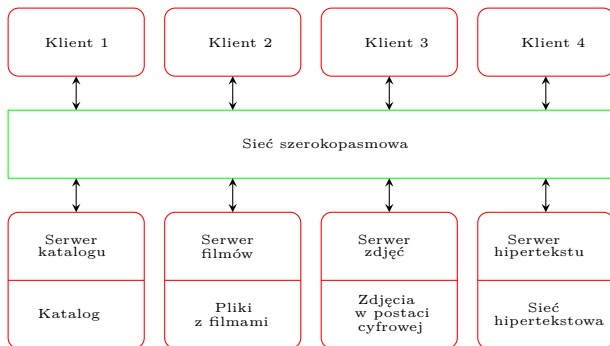 Klient 1
Klient 2
Klient 3
Klient 4
Sieć szerokopasmowa
Serwer
katalogu
Serwer
filmów
Serwer
zdjęć
Serwer
hipertekstu
Katalog
Pliki
z filmami
Zdjęcia
w postaci
cyfrowej
Sieć
hipertekstowa